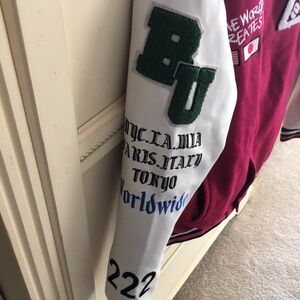 BU
NYC.LA.MIA
PARIS.ITALY
TOKYO
Worldwide
222